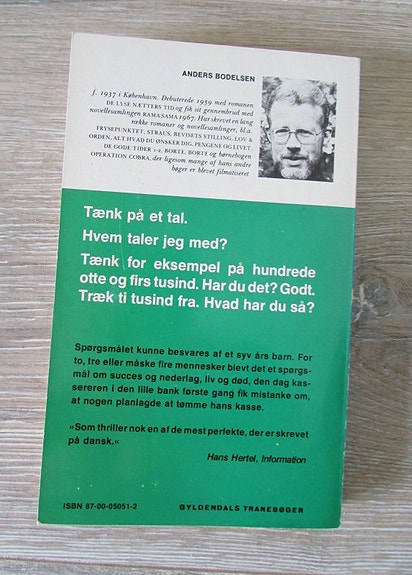 ANDERS BODELSEN
f. 1937 i København. Debuterede 1959 med romanen
DE LYSE NÆTTERS TID og fik sit gennembrud med
novellesamlingen RAMA SAMA 1967. Har skrevet en lang
række romaner og novellesamlinger, bl.a.
FRYSEPUNKTET, STRAUS, BEVISETS STILLING, LOV &
ORDEN, ALT HVAD DU ØNSKER DIG, PENGENE OG LIVET,
DE GODE TIDER 1-2, BORTE, BORTE og børnebogen
OPERATION COBRA, der ligesom mange af hans andre
bøger er blevet filmatiseret
Tænk på et tal.
Hvem taler jeg med?
Tænk for eksempel på hundrede
otte og firs tusind. Har du det? Godt.
Træk ti tusind fra. Hvad har du så?
Spørgsmålet kunne besvares af et syv års barn. For
to, tre eller måske fire mennesker blevt det et spørgs-
mål om succes og nederlag, liv og død, den dag kas-
sereren i den lille bank første gang fik mistanke om,
at nogen planlagde at tømme hans kasse.
»Som thriller nok en af de mest perfekte, der er skrevet
på dansk.«
Hans Hertel, Information
ISBN 87-00-05051-2
GYLDENDALS TRANEBØGER